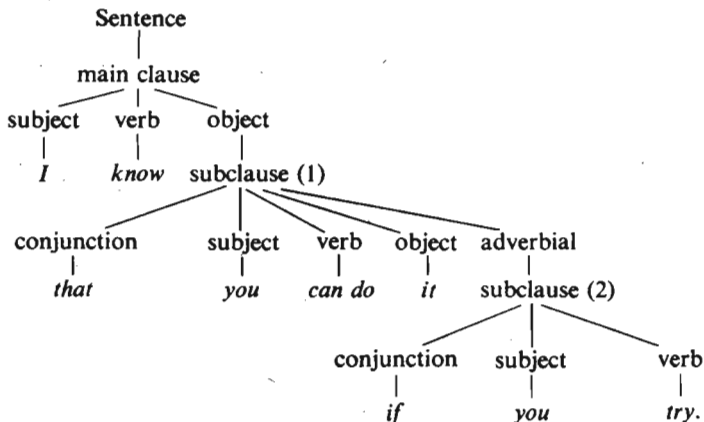 Sentence
main clause
subject verb object
I know subclause (1)
conjunction subject verb object adverbial
that you can do it subclause (2)
conjunction subject verb
if you try.